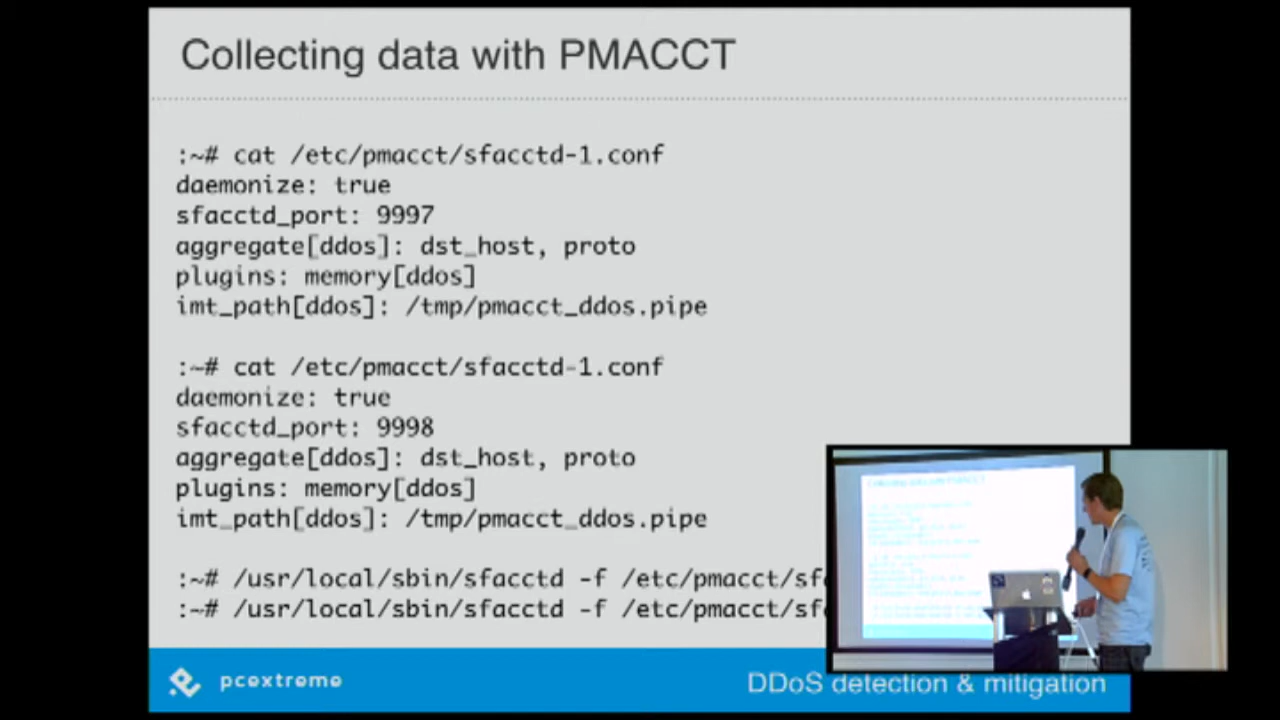 Collecting data with PMACCT
:~# cat /etc/pmacct/sfacctd-1.conf
daemonize: true
sfacctd_port: 9997
aggregate[ddos]: dst_host, proto
plugins: memory[ddos]
imt_path[ddos]: /tmp/pmacct_ddos.pipe
:~# cat /etc/pmacct/sfacctd-1.conf
daemonize: true
sfacctd_port: 9998
aggregate[ddos]: dst_host, proto
plugins: memory[ddos]
imt_path[ddos]: /tmp/pmacct_ddos.pipe
:~# /usr/local/sbin/sfacctd -f /etc/pmacct/sf
:~# /usr/local/sbin/sfacctd -f /etc/pmacct/sf
pcextreme
DDoS detection & mitigation